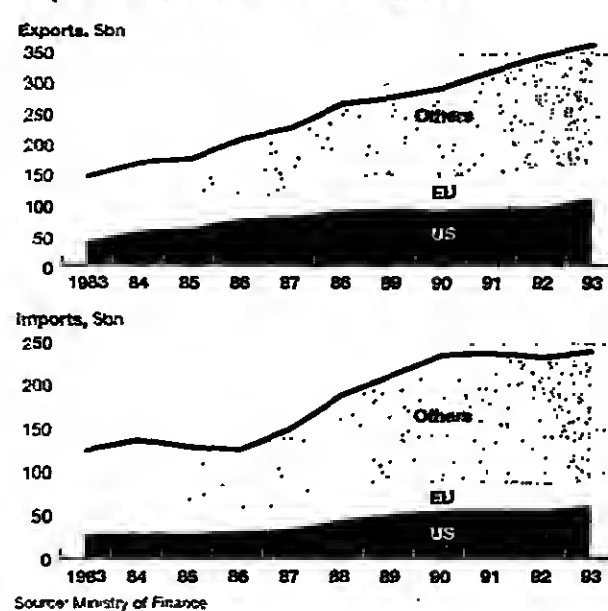 Exports, $bn
350
300
250
200
150
100
50
0
Others
EU
US
1983 84 85 86 87 88 89 90 91 92 93
Imports, $bn
250
200
150
100
50
0
Others
EU
US
1983 84 85 86 87 88 89 90 91 92 93
Source: Ministry of Finance